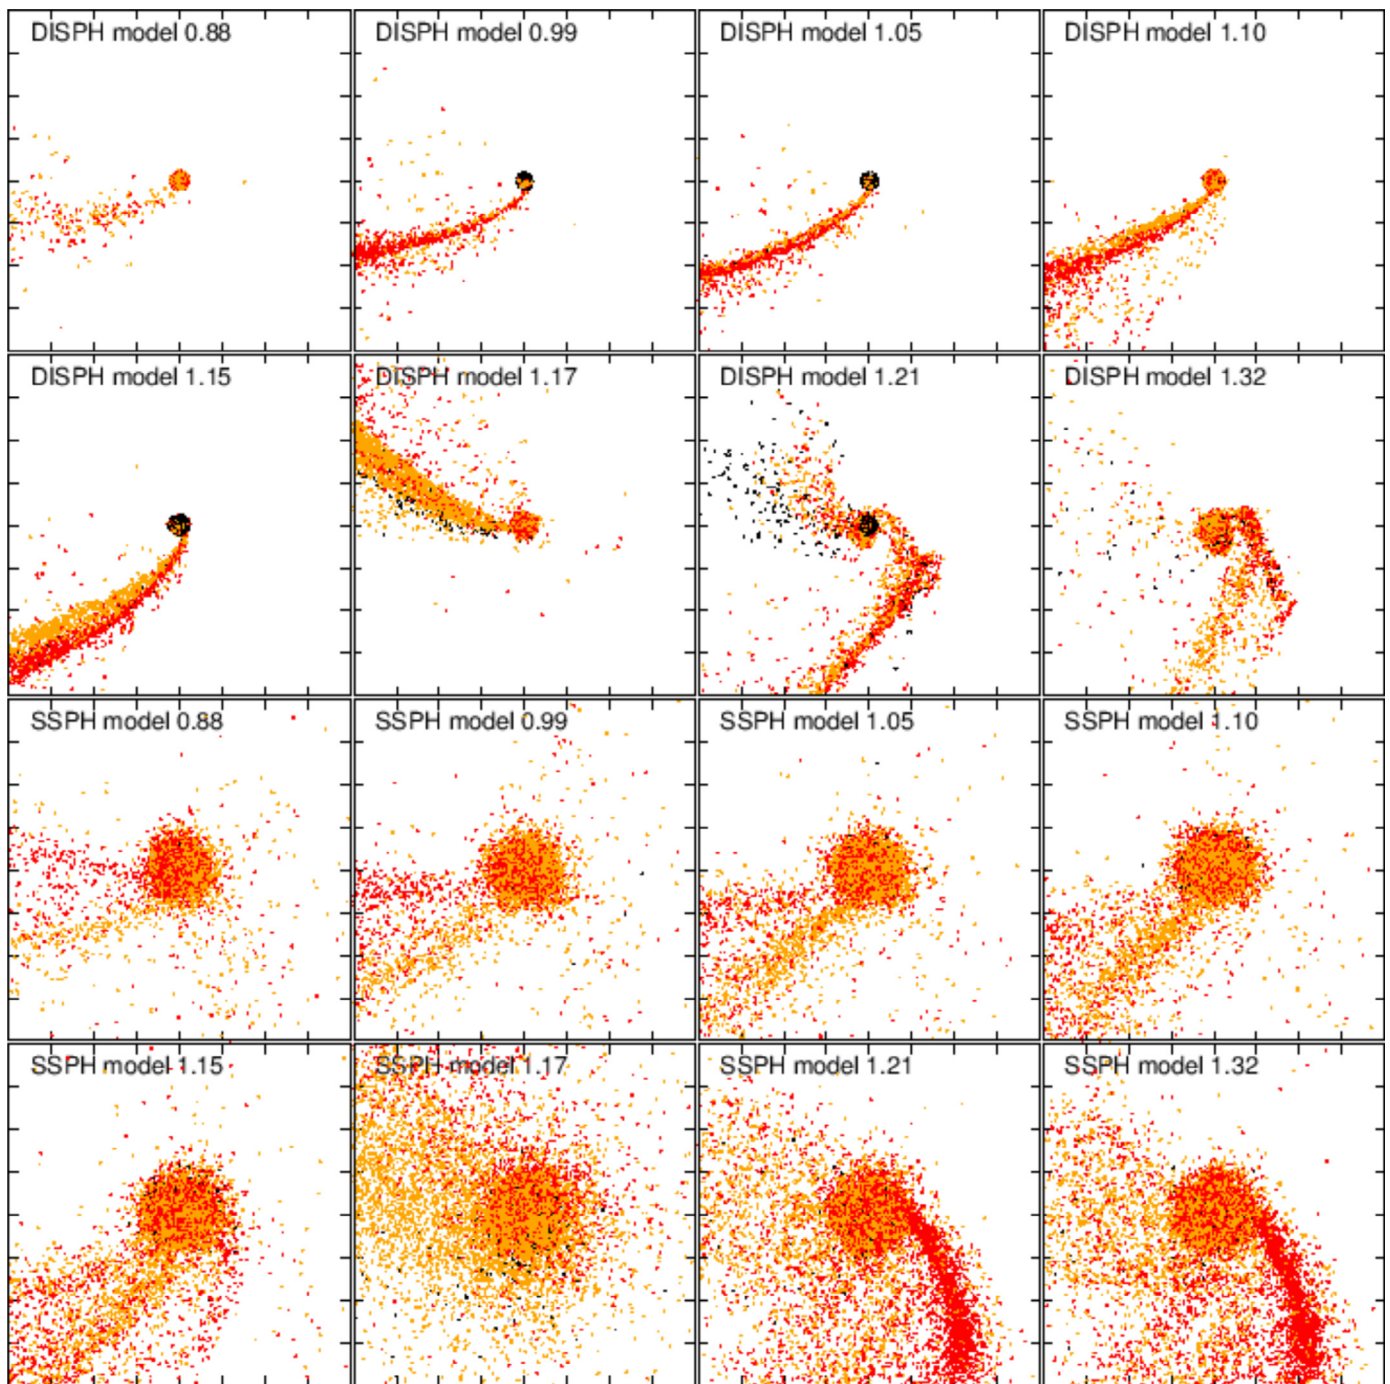 DISPH model 0.88
DISPH model 0.99
DISPH model 1.05
DISPH model 1.10
DISPH model 1.15
DISPH model 1.17
DISPH model 1.21
DISPH model 1.32
SSPH model 0.88
SSPH model 0.99
SSPH model 1.05
SSPH model 1.10
SSPH model 1.15
SSPH model 1.17
SSPH model 1.21
SSPH model 1.32